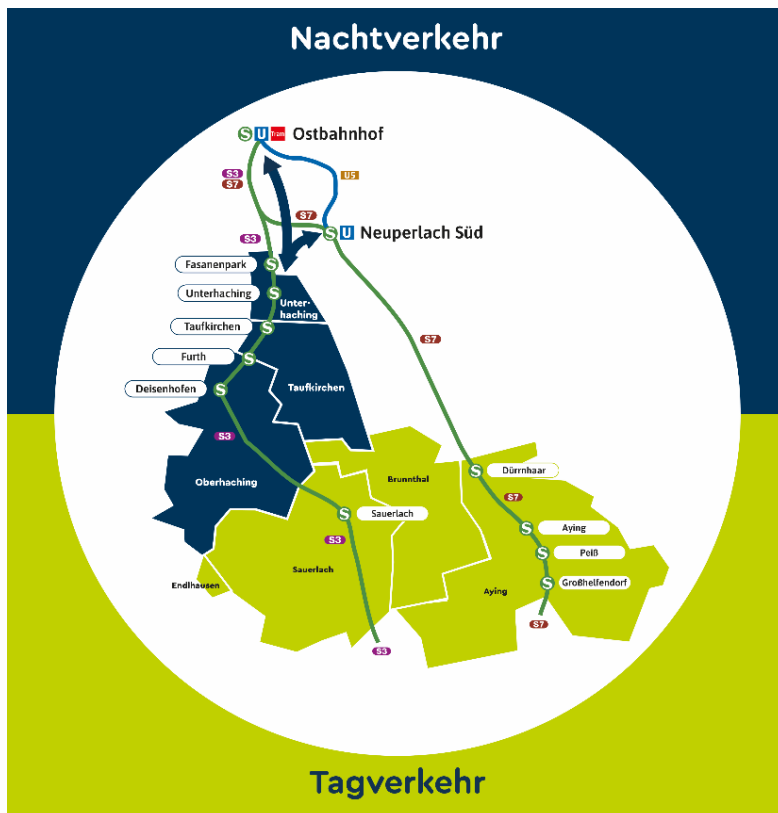 Nachtverkehr
S U Tram Ostbahnhof
S3
S7
U5
S7
S3
S U Neuperlach Süd
Fasanenpark S
Unterhaching S
Unter-
haching
Taufkirchen S
Furth S
Deisenhofen S
Taufkirchen
S7
S3
Oberhaching
Brunnthal
S Dürrnhaar
S7
S Sauerlach
S Aying
S3
S Peiß
Sauerlach
Endlhausen
Aying
S Großhelfendorf
S7
S3
Tagverkehr